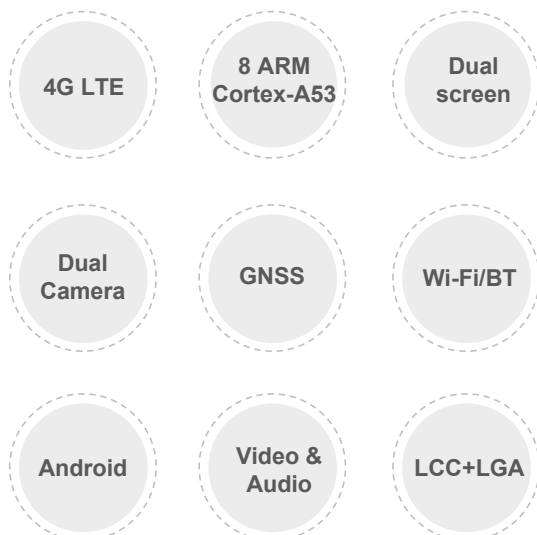 4G LTE
8 ARM
Cortex-A53
Dual
screen
Dual
Camera
GNSS
Wi-Fi/BT
Android
Video &
Audio
LCC+LGA